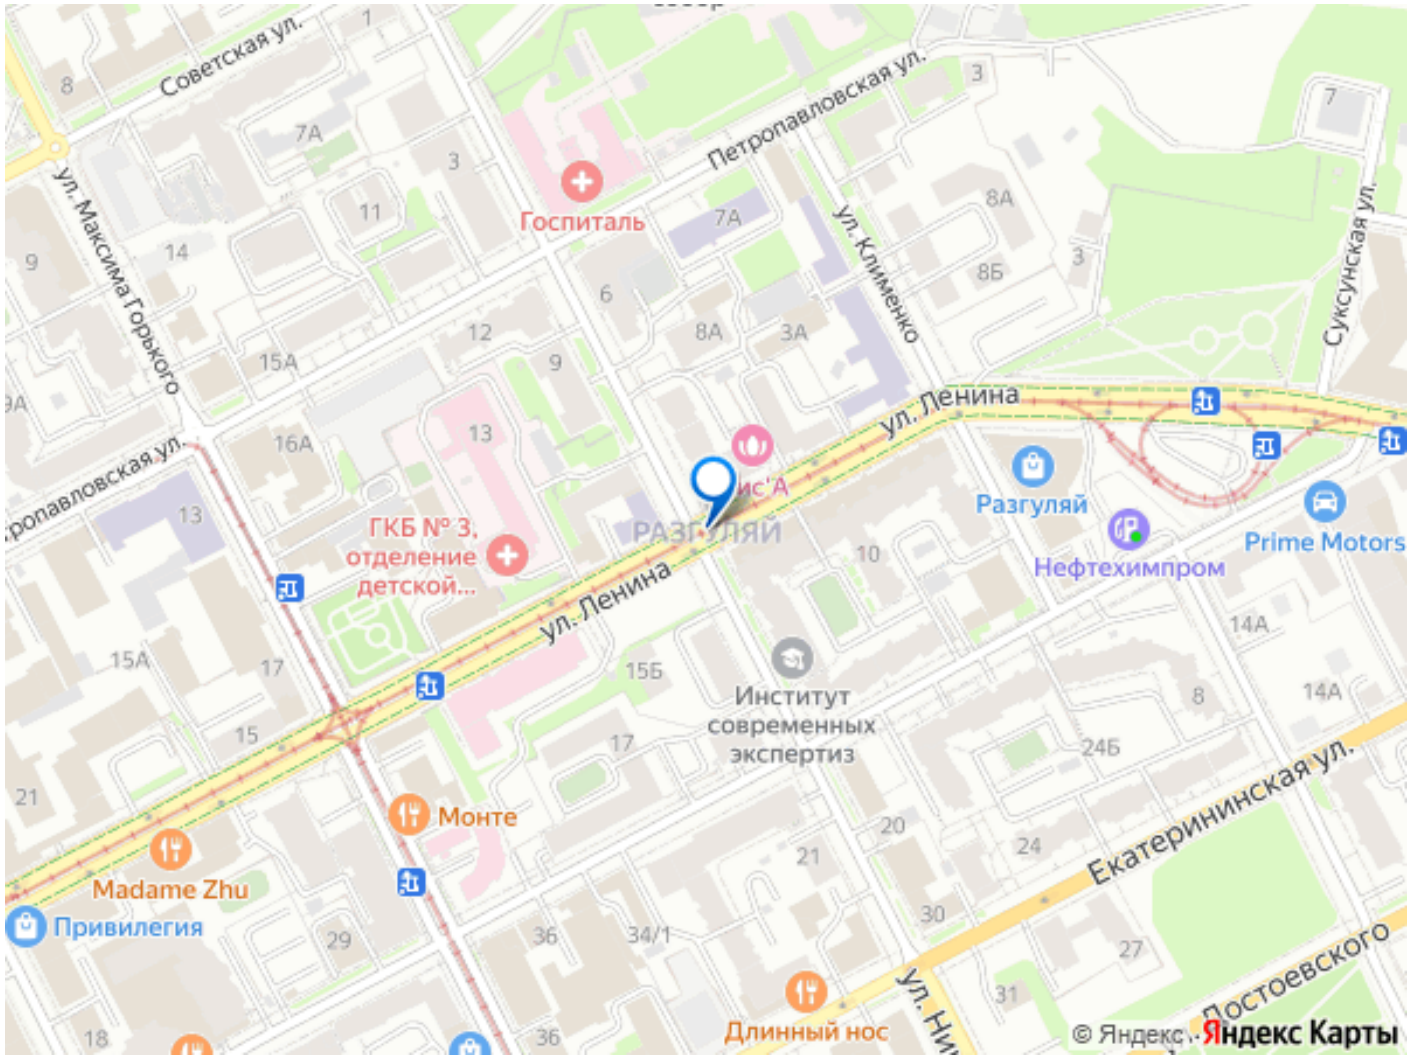 собор
1
Советская ул.
8
3
Петропавловская ул.
7
7А
3
Госпиталь
ул. Максима Горького
11
7А
8А
ул. Клименко
Суксунская ул.
14
9
8Б
3
6
12
8А
3А
15А
9
9А
ул. Ленина
13
16А
Разгуляй
РАЗГУЛЯЙ
13
ГКБ № 3,
отделение
детской...
10
Нефтехимпром
Prime Motors
ул. Ленина
14А
15А
17
15Б
Институт
современных
экспертиз
8
14А
15
17
24Б
Екатерининская ул.
21
Монте
20
24
21
Madame Zhu
30
Привилегия
29
36
34/1
27
31
Длинный нос
18
36
© Яндекс
Яндекс Карты